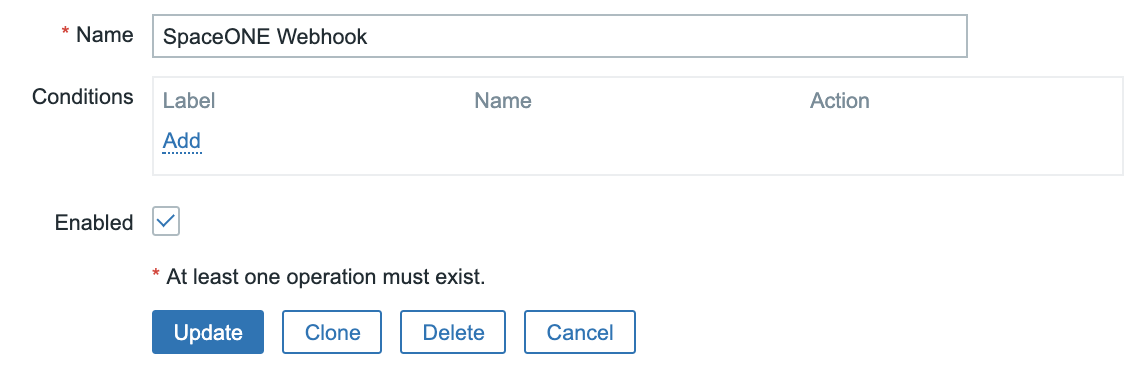 * Name SpaceONE Webhook
Conditions Label Name Action
Add
Enabled
* At least one operation must exist.
Update Clone Delete Cancel